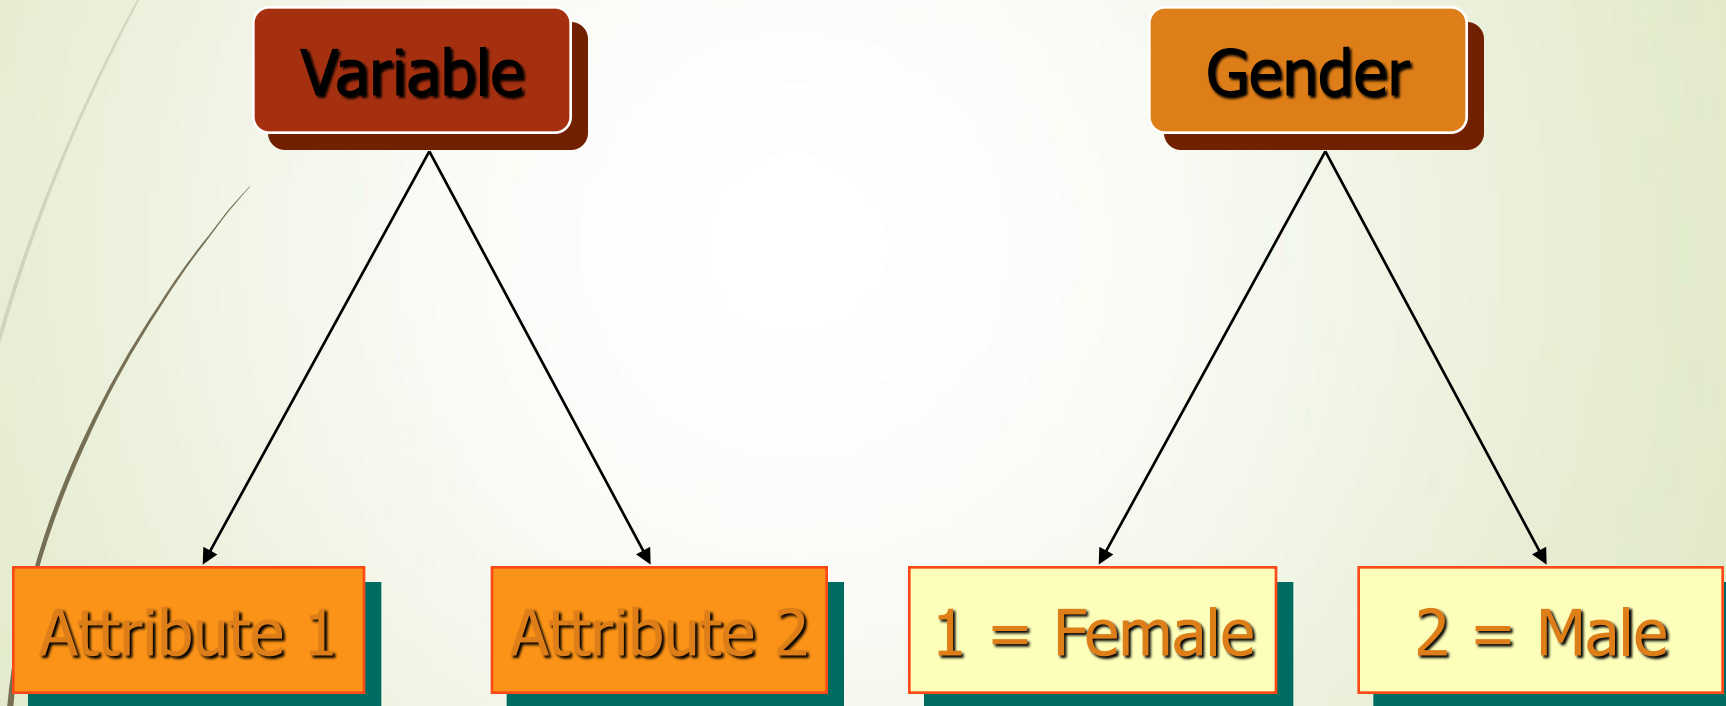 Variable
Gender
Attribute 1
Attribute 2
1 = Female
2 = Male